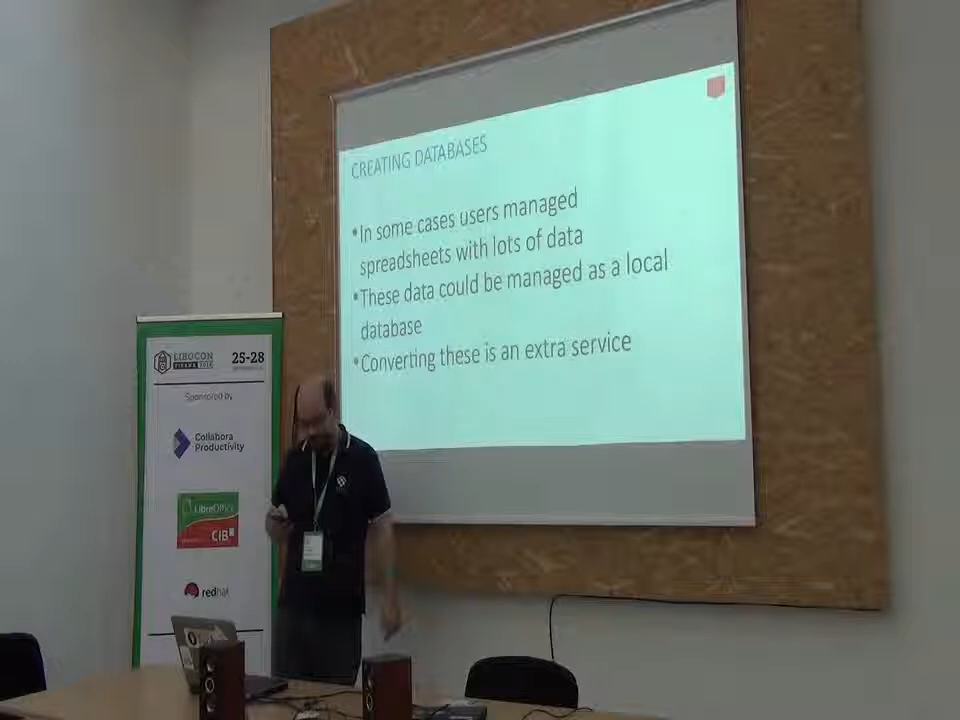 CREATING DATABASES
•In some cases users managed
spreadsheets with lots of data
•These data could be managed as a local
database
•Converting these is an extra service
LIBOCON
25-28
Sponsored by
Collabora
Productivity
LibreOffice
CIB
redhat